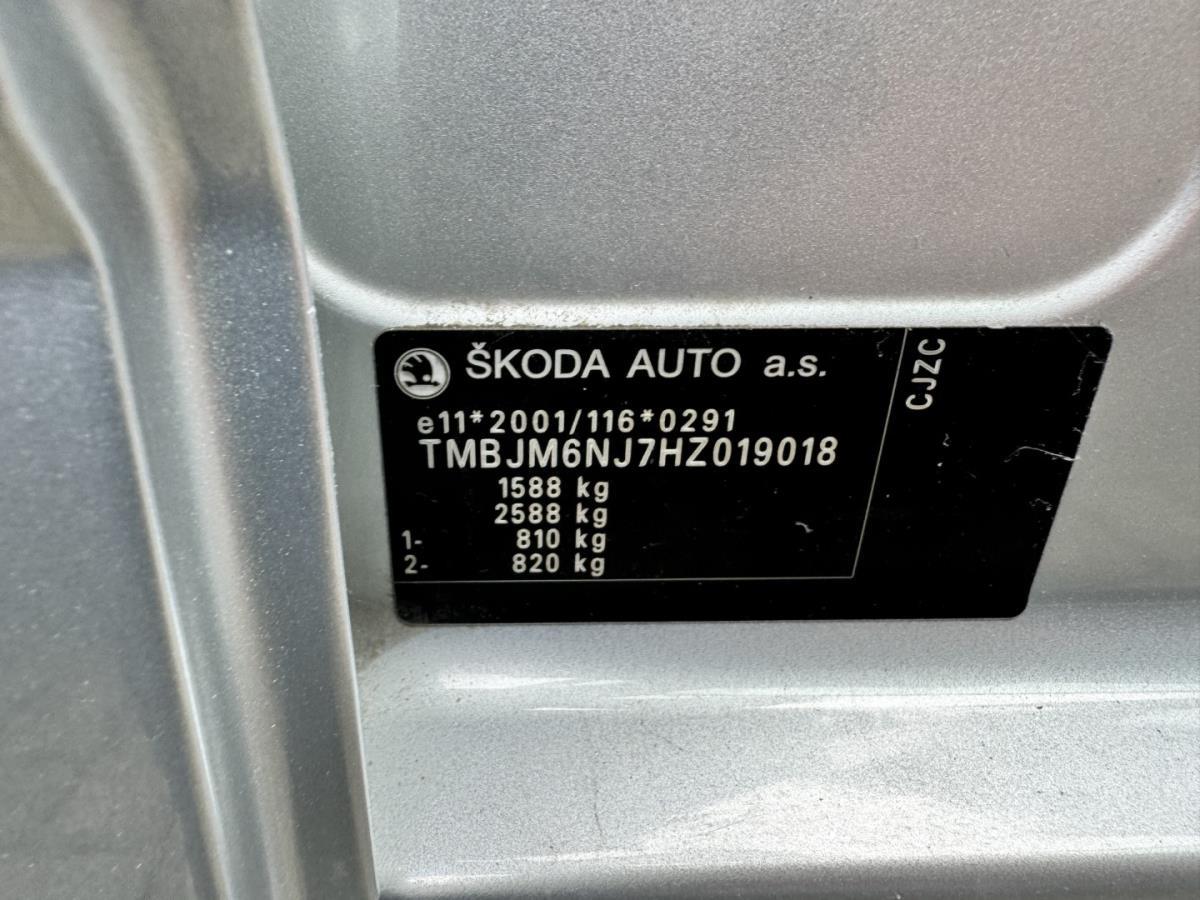 ŠKODA AUTO a.s.
e11*2001/116*0291
TMBJM6NJ7HZ019018
1588 kg
2588 kg
1- 810 kg
2- 820 kg
CJZC